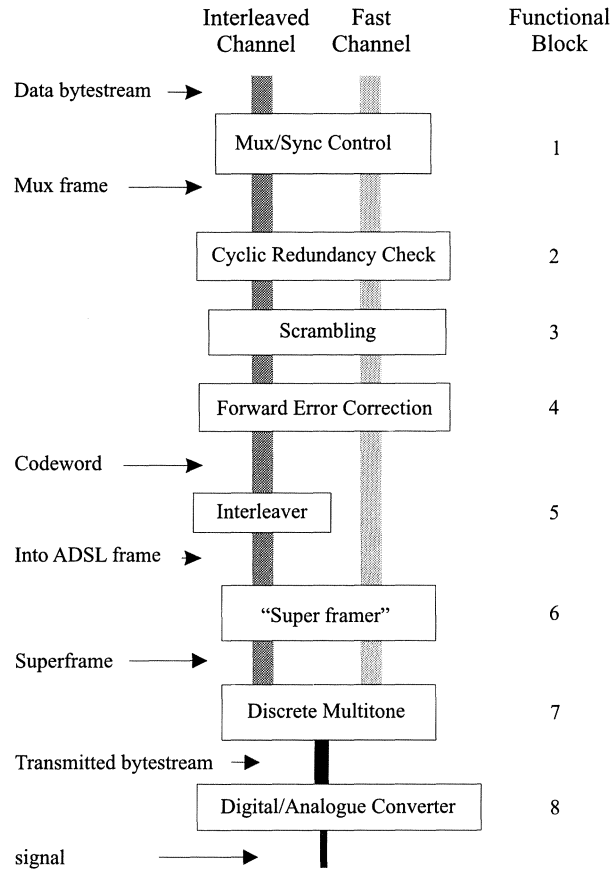 Interleaved Channel
Fast Channel
Functional Block
Data bytestream
Mux/Sync Control
1
Mux frame
Cyclic Redundancy Check
2
Scrambling
3
Forward Error Correction
4
Codeword
Interleaver
5
Into ADSL frame
“Super framer”
6
Superframe
Discrete Multitone
7
Transmitted bytestream
Digital/Analogue Converter
8
signal